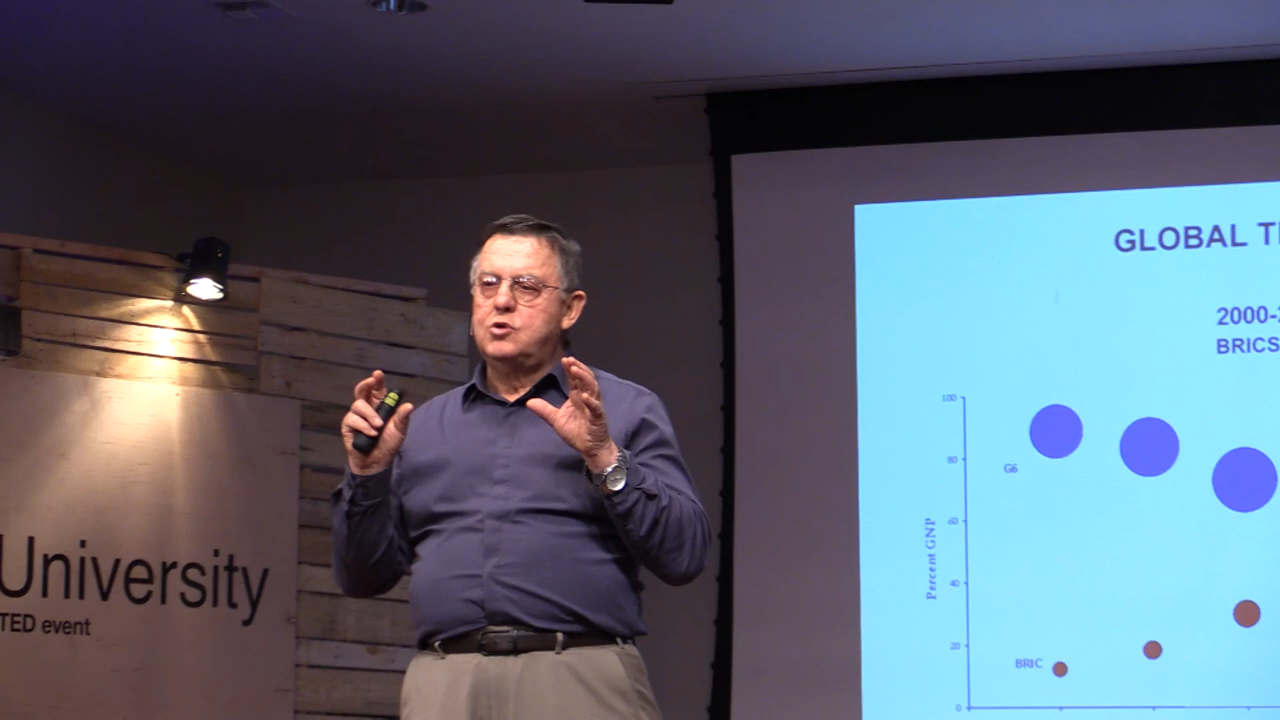 University
TED event
GLOBAL
2000-
BRICS
100
80
60
40
20
0
G6
Percent GNP
BRIC